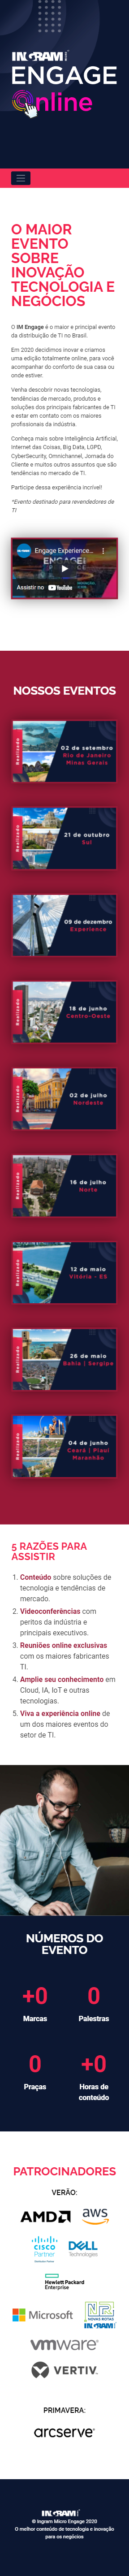 INGRAM
ENGAGE
Online
O MAIOR
EVENTO
SOBRE
INOVAÇÃO
TECNOLOGIA E
NEGÓCIOS
O IM Engage é o maior e principal evento
da distribuição de TI no Brasil.
Em 2020 decidimos inovar e criamos
uma edição totalmente online, para você
acompanhar do conforto da sua casa ou
onde estiver.
Venha descobrir novas tecnologias,
tendências de mercado, produtos e
soluções dos principais fabricantes de TI
e estar em contato com os maiores
profissionais da indústria.
Conheça mais sobre Inteligência Artificial,
Internet das Coisas, Big Data, LGPD,
CyberSecurity, Omnichannel, Jornada do
Cliente e muitos outros assuntos que são
tendências no mercado de TI.
Participe dessa experiência incrível!
*Evento destinado para revendedores de
TI
Engage Experience...
Assistir no YouTube
NOSSOS EVENTOS
Realizado
02 de setembro
Rio de Janeiro
Minas Gerais
Realizado
21 de outubro
Sul
09 de dezembro
Experience
Realizado
18 de junho
Centro-Oeste
Realizado
02 de julho
Nordeste
Realizado
16 de julho
Norte
Realizado
12 de maio
Vitória - ES
Realizado
26 de maio
Bahia | Sergipe
Realizado
04 de junho
Ceará | Piauí
Maranhão
5 RAZÕES PARA
ASSISTIR
1. Conteúdo sobre soluções de
tecnologia e tendências de
mercado.
2. Videoconferências com
peritos da indústria e
principais executivos.
3. Reuniões online exclusivas
com os maiores fabricantes
TI.
4. Amplie seu conhecimento em
Cloud, IA, IoT e outras
tecnologias.
5. Viva a experiência online de
um dos maiores eventos do
setor de TI.
NÚMEROS DO
EVENTO
+0 0
Marcas Palestras
0 +0
Praças Horas de
conteúdo
PATROCINADORES
VERÃO:
AMD aws
CISCO
Partner
DELL
Technologies
Hewlett Packard
Enterprise
Microsoft
NOVAS ROTAS
INGRAM
vmware
VERTIV.
PRIMAVERA:
arcserve
INGRAM
© Ingram Micro Engage 2020
O melhor conteúdo de tecnologia e inovação
para os negócios